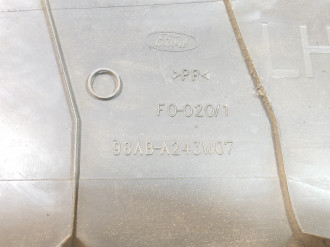 Ford
LH
>PP<
FO-020/1
98AB-A243W07